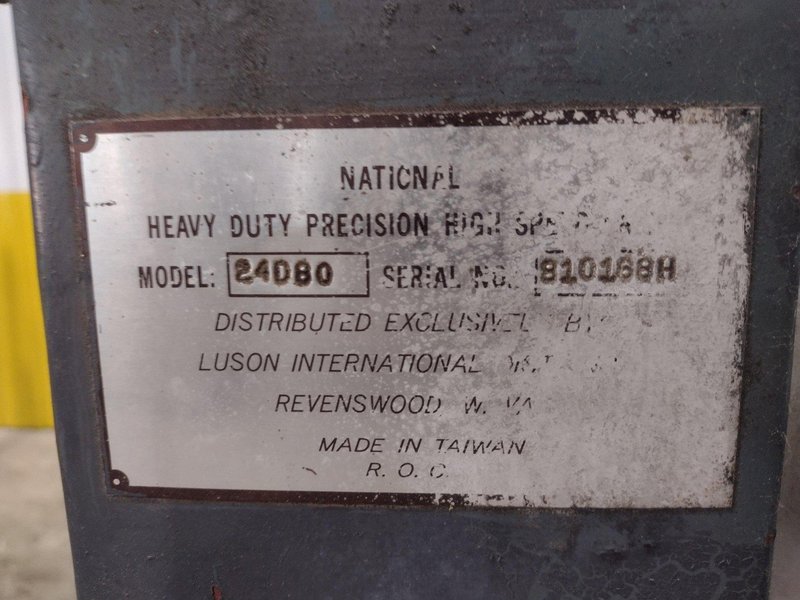 NATIONAL
HEAVY DUTY PRECISION HIGH
MODEL: 24D80 SERIAL NO. 810168H
DISTRIBUTED EXCLUSIVELY BY
LUSON INTERNATIONAL
REVENSWOOD W. VA
MADE IN TAIWAN
R. O. C